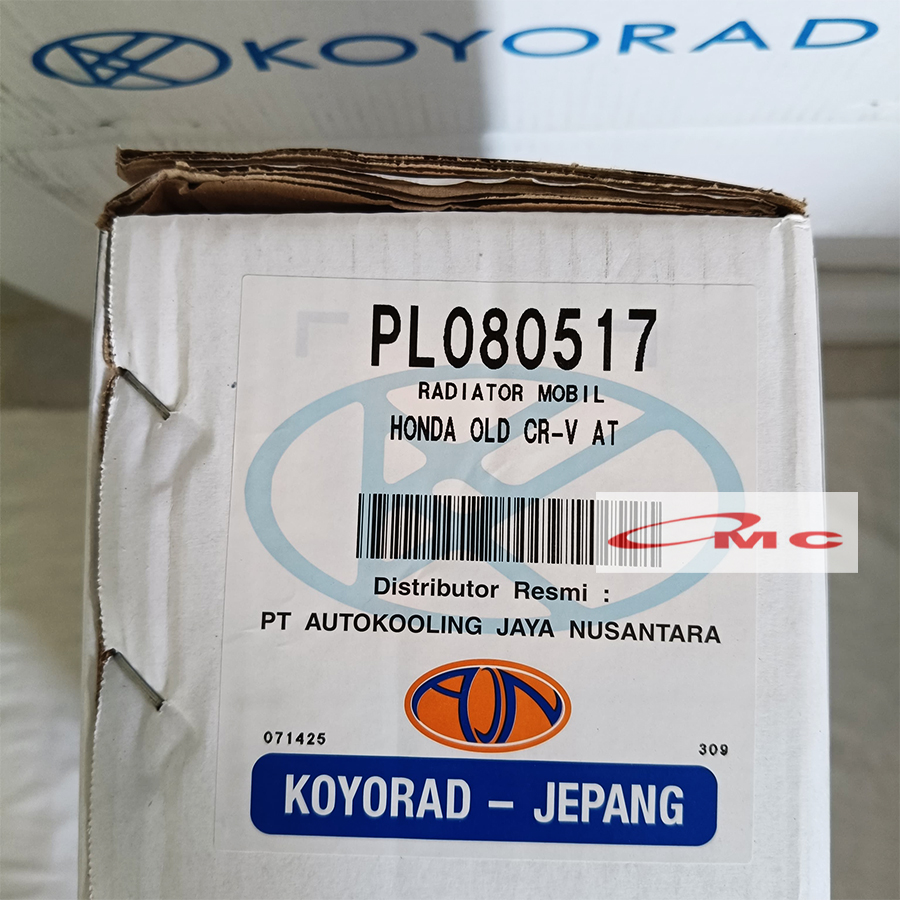 KOYORAD
PL080517
RADIATOR MOBIL
HONDA OLD CR-V AT
MC
Distributor Resmi :
PT AUTOKOOLING JAYA NUSANTARA
AJN
071425
309
KOYORAD – JEPANG